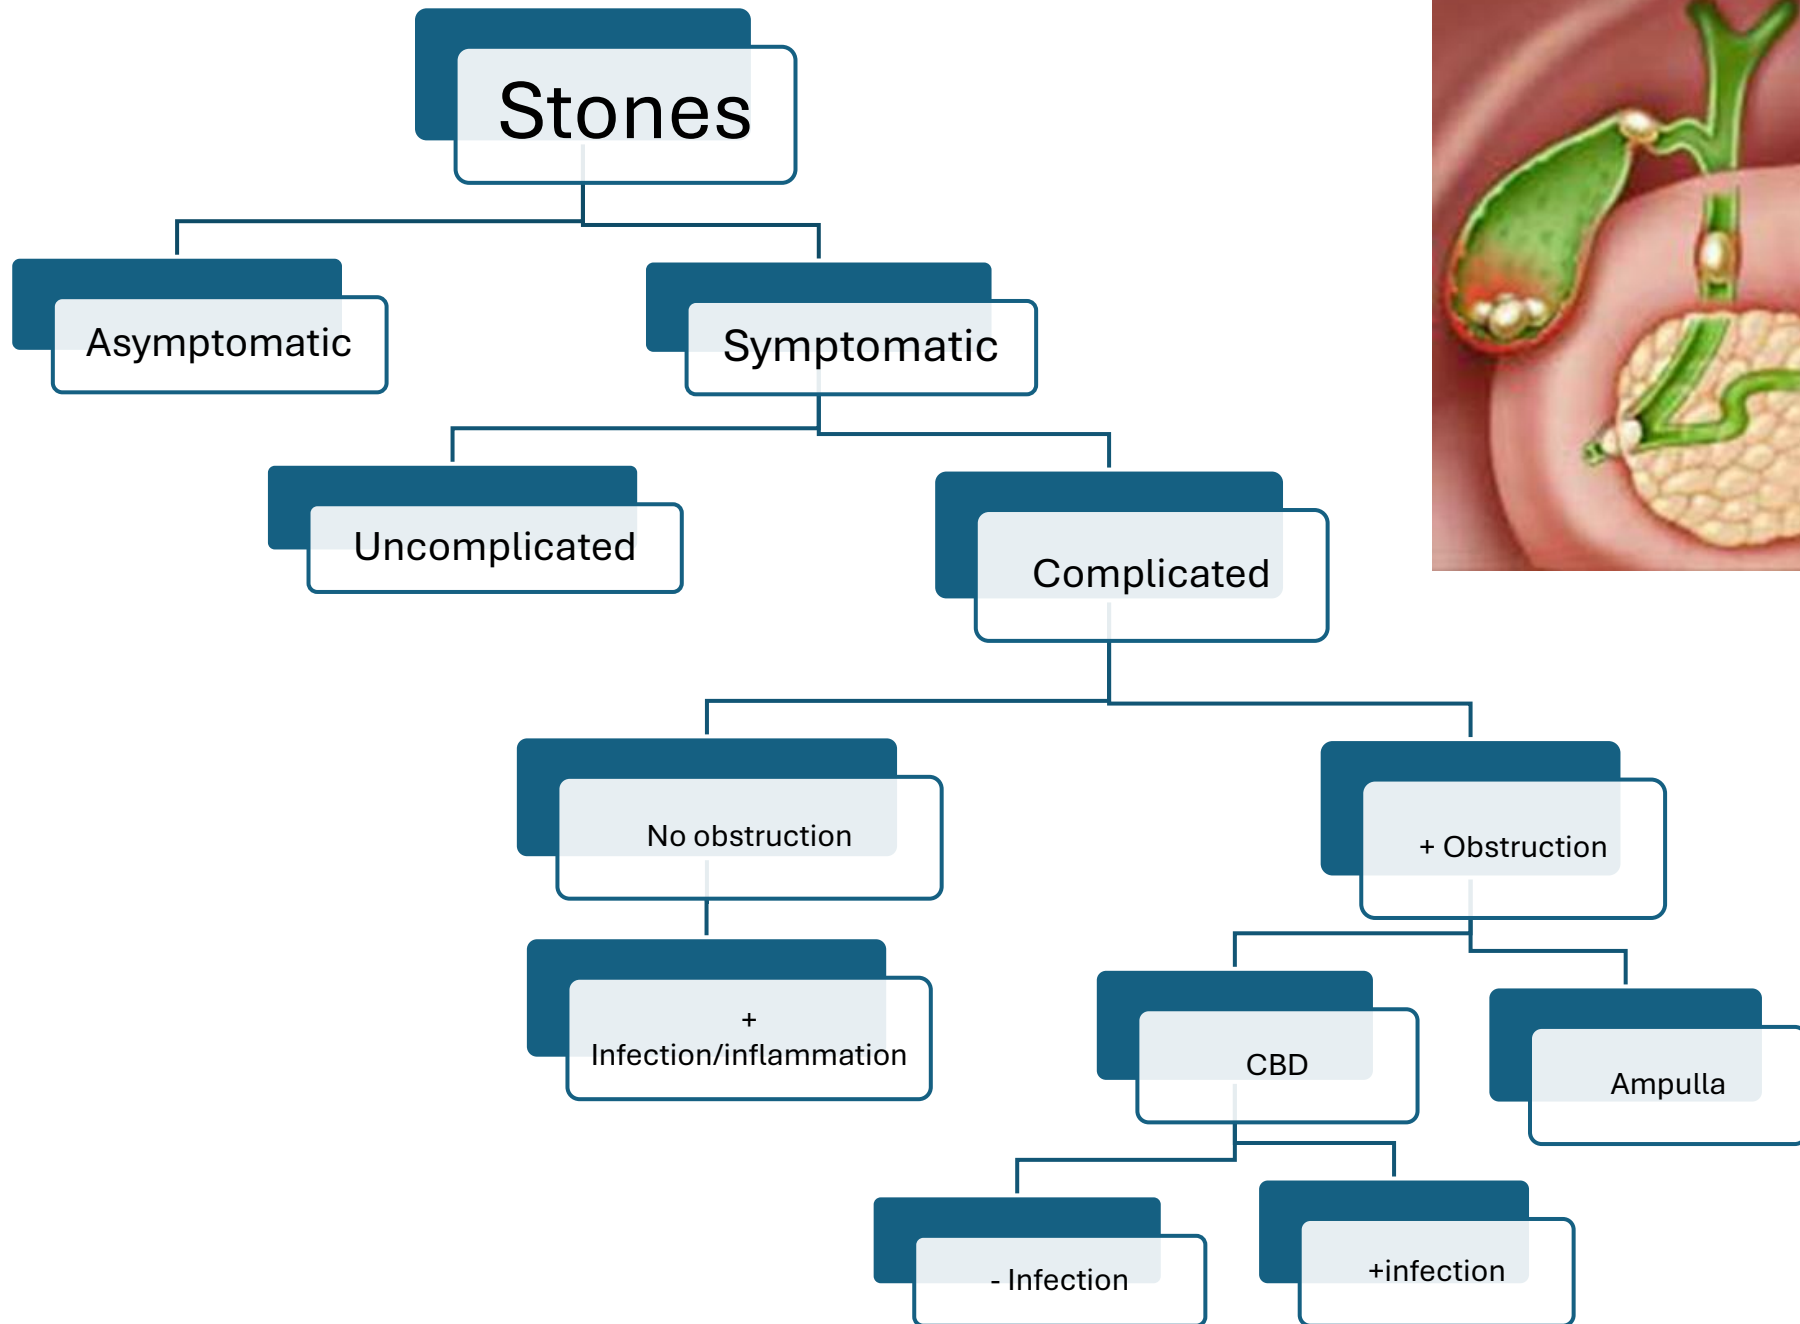 Stones
Asymptomatic
Symptomatic
Uncomplicated
Complicated
No obstruction
+ Obstruction
+
Infection/inflammation
CBD
Ampulla
- Infection
+infection